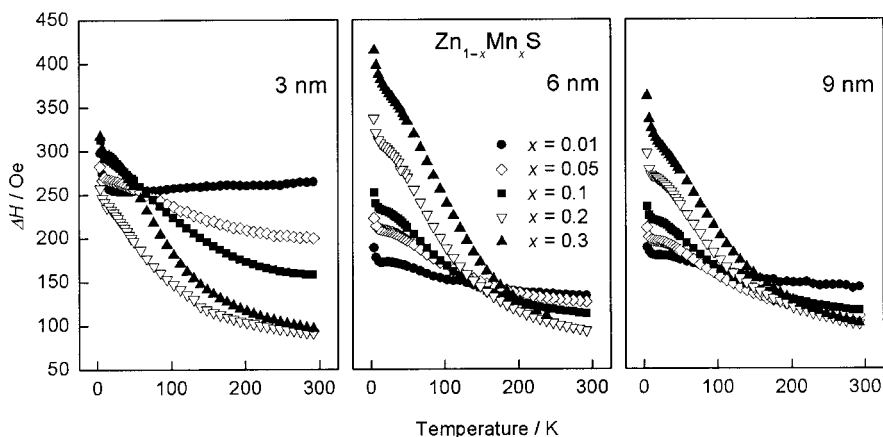 Zn₁₋ₓMnₓS
3 nm
6 nm
9 nm
450
400
350
300
250
200
150
100
50
ΔH / Oe
x = 0.01
x = 0.05
x = 0.1
x = 0.2
x = 0.3
0 100 200 300
0 100 200 300
0 100 200 300
Temperature / K